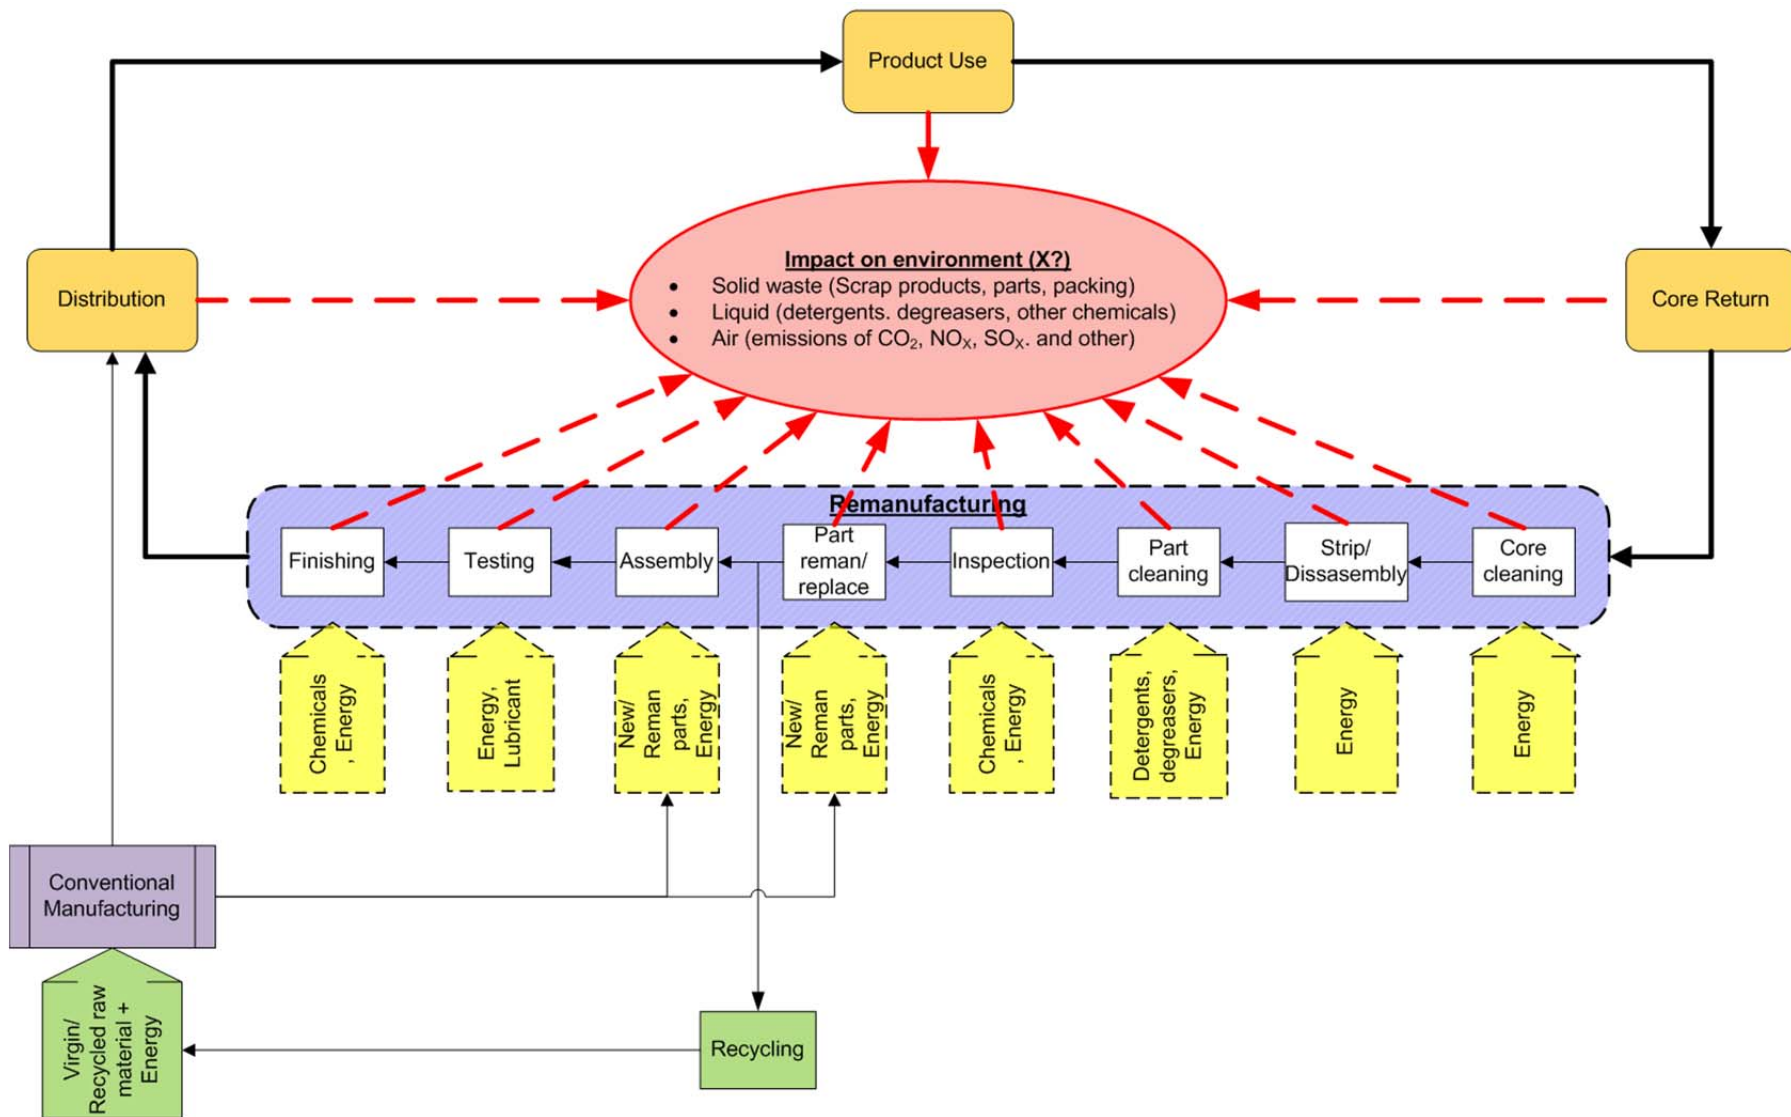 Product Use
Distribution
Impact on environment (X?)
• Solid waste (Scrap products, parts, packing)
• Liquid (detergents. degreasers, other chemicals)
• Air (emissions of CO₂, NOₓ, SOₓ. and other)
Core Return
Remanufacturing
Finishing
Testing
Assembly
Part
reman/
replace
Inspection
Part
cleaning
Strip/
Dissasembly
Core
cleaning
Chemicals
, Energy
Energy,
Lubricant
New/
Reman
parts,
Energy
New/
Reman
parts,
Energy
Chemicals
, Energy
Detergents,
degreasers,
Energy
Energy
Energy
Conventional
Manufacturing
Virgin/
Recycled raw
material +
Energy
Recycling